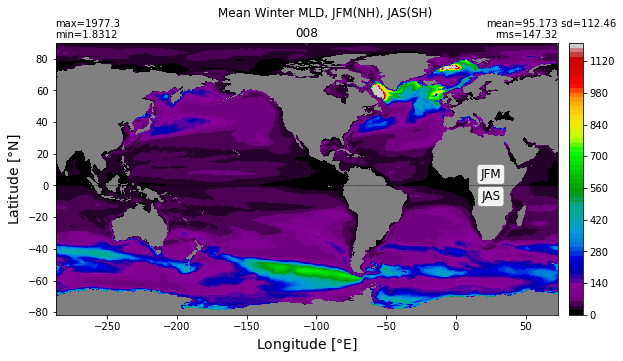 Mean Winter MLD, JFM(NH), JAS(SH)
max=1977.3
min=1.8312
008
mean=95.173 sd=112.46
rms=147.32
Latitude [°N]
80
60
40
20
0
−20
−40
−60
−80
JFM
JAS
−250
−200
−150
−100
−50
0
50
Longitude [°E]
1120
980
840
700
560
420
280
140
0